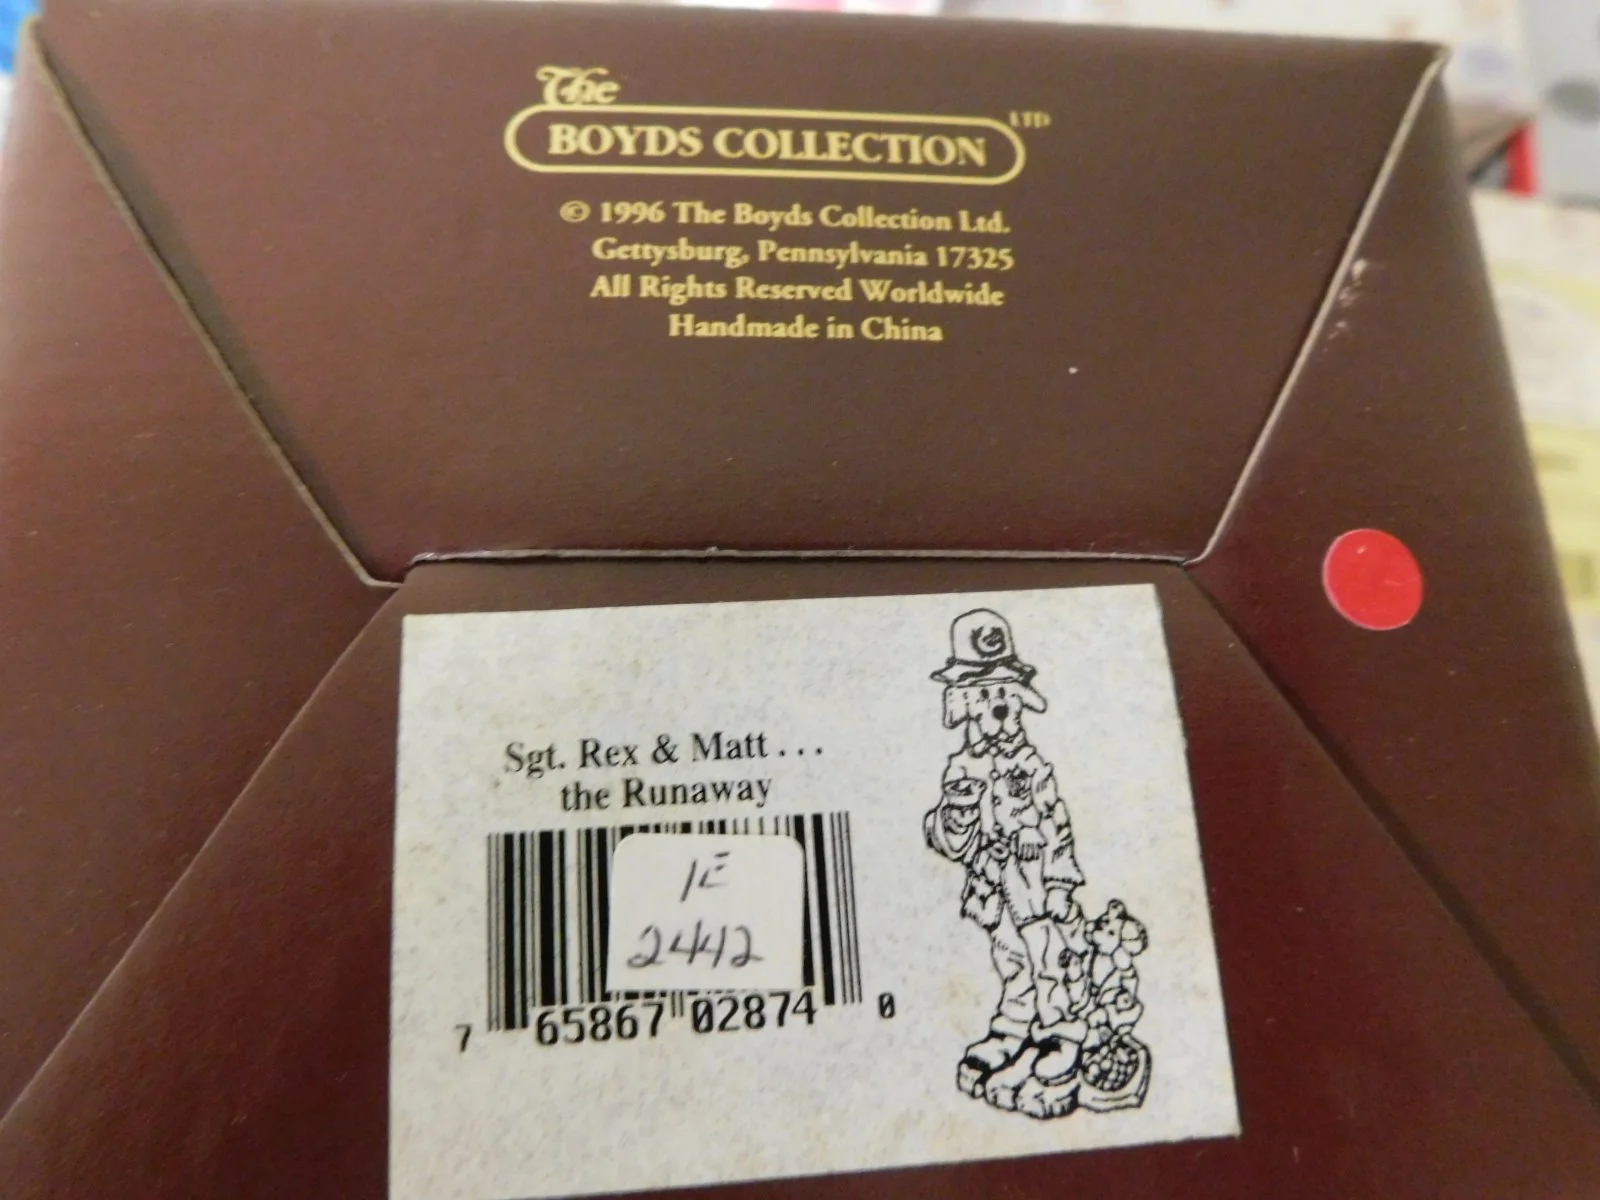 The
BOYDS COLLECTION LTD
© 1996 The Boyds Collection Ltd.
Gettysburg, Pennsylvania 17325
All Rights Reserved Worldwide
Handmade in China
Sgt. Rex & Matt...
the Runaway
1E
2442
7 65867 02874 0